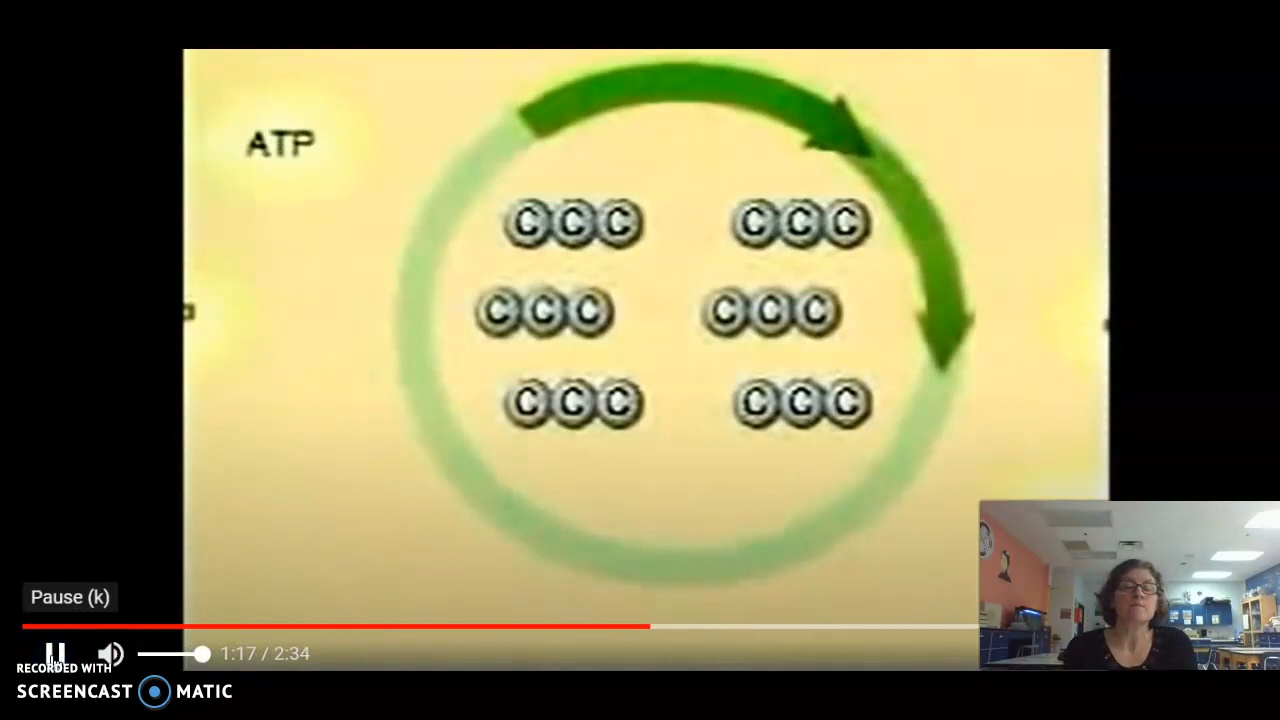 ATP
CCC CCC
CCC CCC
CCC CCC
Pause (k)
1:17 / 2:34
RECORDED WITH
SCREENCAST MATIC